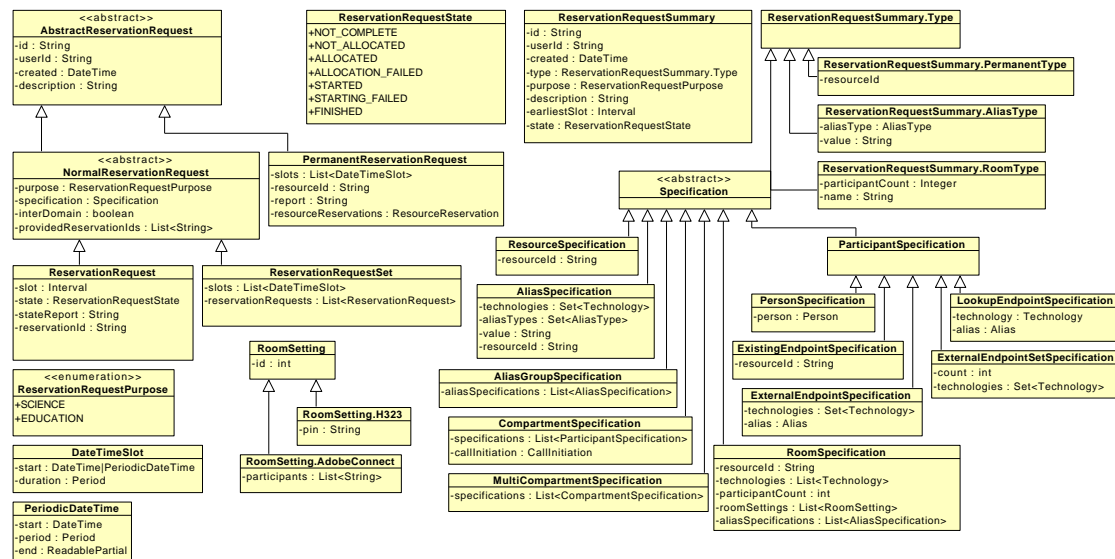 <<abstract>>
AbstractReservationRequest
-id : String
-userId : String
-created : DateTime
-description : String
ReservationRequestState
+NOT_COMPLETE
+NOT_ALLOCATED
+ALLOCATED
+ALLOCATION_FAILED
+STARTED
+STARTING_FAILED
+FINISHED
ReservationRequestSummary
-id : String
-userId : String
-created : DateTime
-type : ReservationRequestSummary.Type
-purpose : ReservationRequestPurpose
-description : String
-earliestSlot : Interval
-state : ReservationRequestState
ReservationRequestSummary.Type
ReservationRequestSummary.PermanentType
-resourceId
ReservationRequestSummary.AliasType
-aliasType : AliasType
-value : String
ReservationRequestSummary.RoomType
-participantCount : Integer
-name : String
<<abstract>>
NormalReservationRequest
-purpose : ReservationRequestPurpose
-specification : Specification
-interDomain : boolean
-providedReservationIds : List<String>
PermanentReservationRequest
-slots : List<DateTimeSlot>
-resourceId : String
-report : String
-resourceReservations : ResourceReservation
<<abstract>>
Specification
ResourceSpecification
-resourceId : String
ParticipantSpecification
ReservationRequest
-slot : Interval
-state : ReservationRequestState
-stateReport : String
-reservationId : String
ReservationRequestSet
-slots : List<DateTimeSlot>
-reservationRequests : List<ReservationRequest>
AliasSpecification
-technologies : Set<Technology>
-aliasTypes : Set<AliasType>
-value : String
-resourceId : String
PersonSpecification
-person : Person
LookupEndpointSpecification
-technology : Technology
-alias : Alias
RoomSetting
-id : int
ExistingEndpointSpecification
-resourceId : String
ExternalEndpointSetSpecification
-count : int
-technologies : Set<Technology>
<<enumeration>>
ReservationRequestPurpose
+SCIENCE
+EDUCATION
AliasGroupSpecification
-aliasSpecifications : List<AliasSpecification>
ExternalEndpointSpecification
-technologies : Set<Technology>
-alias : Alias
RoomSetting.H323
-pin : String
CompartmentSpecification
-specifications : List<ParticipantSpecification>
-callInitiation : CallInitiation
DateTimeSlot
-start : DateTime|PeriodicDateTime
-duration : Period
RoomSetting.AdobeConnect
-participants : List<String>
RoomSpecification
-resourceId : String
-technologies : List<Technology>
-participantCount : int
-roomSettings : List<RoomSetting>
-aliasSpecifications : List<AliasSpecification>
MultiCompartmentSpecification
-specifications : List<CompartmentSpecification>
PeriodicDateTime
-start : DateTime
-period : Period
-end : ReadablePartial